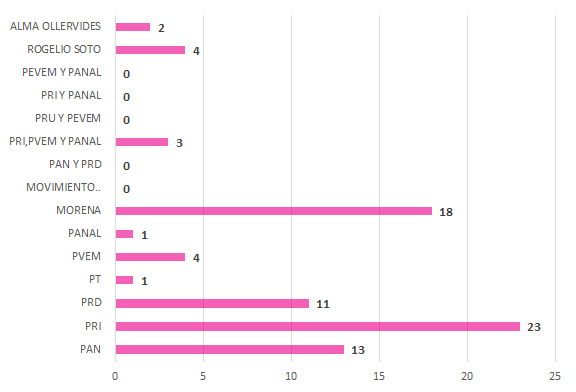 ALMA OLLERVIDES 2
ROGELIO SOTO 4
PEVEM Y PANAL 0
PRI Y PANAL 0
PRU Y PEVEM 0
PRI,PVEM Y PANAL 3
PAN Y PRD 0
MOVIMIENTO.. 0
MORENA 18
PANAL 1
PVEM 4
PT 1
PRD 11
PRI 23
PAN 13
0 5 10 15 20 25